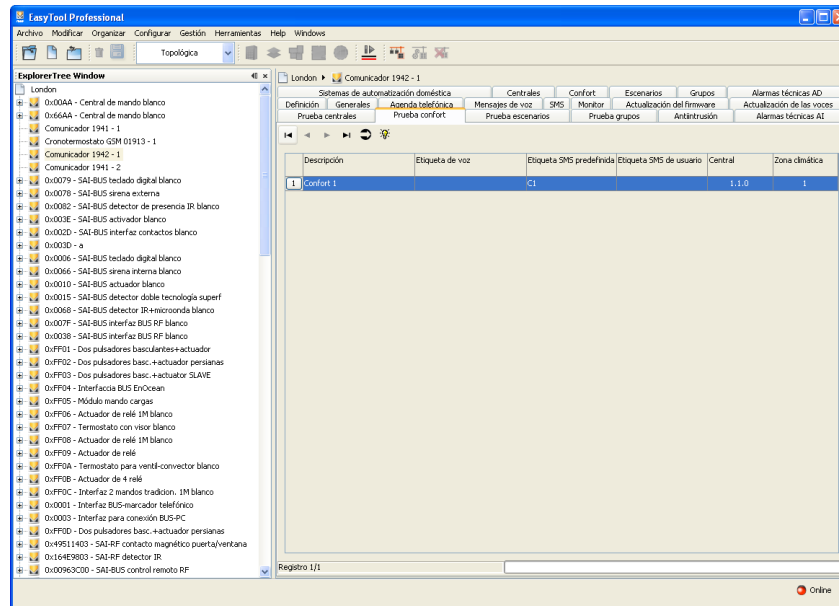 EasyTool Professional
Archivo Modificar Organizar Configurar Gestión Herramientas Help Windows
Topológica
ExplorerTree Window
London
0x00AA - Central de mando blanco
0x66AA - Central de mando blanco
Comunicador 1941 - 1
Cronotermostato GSM 01913 - 1
Comunicador 1942 - 1
Comunicador 1941 - 2
0x0079 - SAI-BUS teclado digital blanco
0x0078 - SAI-BUS sirena externa
0x0082 - SAI-BUS detector de presencia IR blanco
0x003E - SAI-BUS activador blanco
0x002D - SAI-BUS interfaz contactos blanco
0x003D - a
0x0006 - SAI-BUS teclado digital blanco
0x0066 - SAI-BUS sirena interna blanco
0x0010 - SAI-BUS actuador blanco
0x0015 - SAI-BUS detector doble tecnología superf
0x0068 - SAI-BUS detector IR+microonda blanco
0x007F - SAI-BUS interfaz BUS RF blanco
0x0038 - SAI-BUS interfaz BUS RF blanco
0xFF01 - Dos pulsadores basculantes+actuador
0xFF02 - Dos pulsadores basc.+actuador persianas
0xFF03 - Dos pulsadores basc.+actuator SLAVE
0xFF04 - Interfaccia BUS EnOcean
0xFF05 - Módulo mando cargas
0xFF06 - Actuador de relé 1M blanco
0xFF07 - Termostato con visor blanco
0xFF08 - Actuador de relé 1M blanco
0xFF09 - Actuador de relé
0xFF0A - Termostato para ventil-convector blanco
0xFF0B - Actuador de 4 relé
0xFF0C - Interfaz 2 mandos tradicion. 1M blanco
0x0001 - Interfaz BUS-marcador telefónico
0x0003 - Interfaz para conexión BUS-PC
0xFF0D - Dos pulsadores basc.+actuador persianas
0x49511403 - SAI-RF contacto magnético puerta/ventana
0x164E9803 - SAI-RF detector IR
0x00963C00 - SAI-BUS control remoto RF
London Comunicador 1942 - 1
Sistemas de automatización doméstica Centrales Confort Escenarios Grupos Alarmas técnicas AD
Definición Generales Agenda telefónica Mensajes de voz SMS Monitor Actualización del firmware Actualización de las voces
Prueba centrales Prueba confort Prueba escenarios Prueba grupos Antiintrusión Alarmas técnicas AI
Descripción Etiqueta de voz Etiqueta SMS predefinida Etiqueta SMS de usuario Central Zona climática
1 Confort 1 C1 1.1.0 1
Registro 1/1
Online